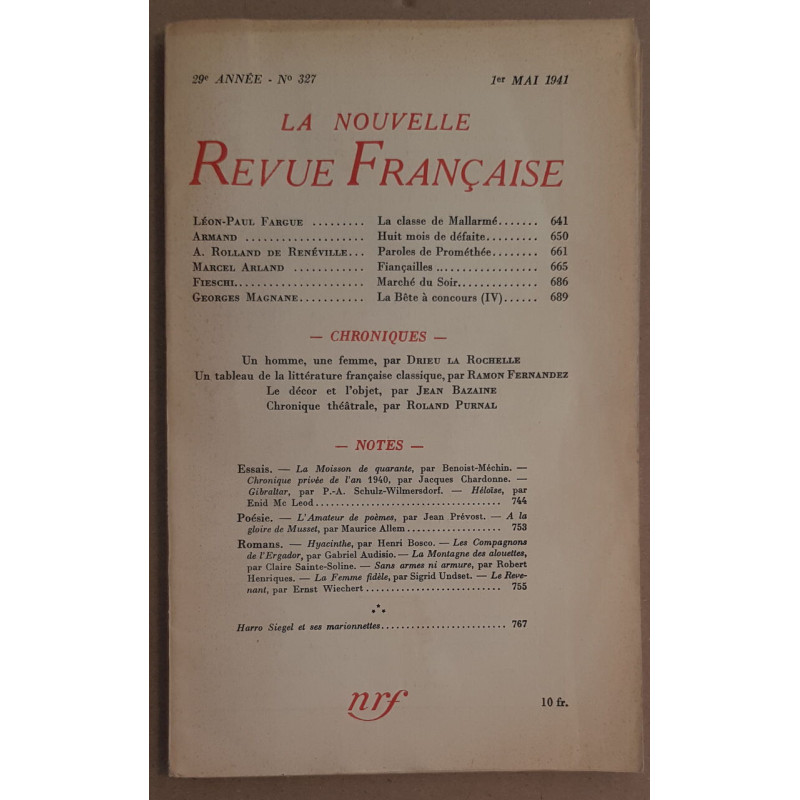 29e ANNÉE - No 327 1er MAI 1941
LA NOUVELLE
REVUE FRANÇAISE
LÉON-PAUL FARGUE ......... La classe de Mallarmé....... 641
ARMAND .................... Huit mois de défaite......... 650
A. ROLLAND DE RENÉVILLE... Paroles de Prométhée........ 661
MARCEL ARLAND ............ Fiançailles .................. 665
FIESCHI...................... Marché du Soir.............. 686
GEORGES MAGNANE........... La Bête à concours (IV)...... 689
— CHRONIQUES —
Un homme, une femme, par DRIEU LA ROCHELLE
Un tableau de la littérature française classique, par RAMON FERNANDEZ
Le décor et l'objet, par JEAN BAZAINE
Chronique théâtrale, par ROLAND PURNAL
— NOTES —
Essais. — La Moisson de quarante, par Benoist-Méchin. —
Chronique privée de l'an 1940, par Jacques Chardonne. —
Gibraltar, par P.-A. Schulz-Wilmersdorf. — Héloïse, par
Enid Mc Leod........................... 744
Poésie. — L'Amateur de poèmes, par Jean Prévost. — A la
gloire de Musset, par Maurice Allem.................. 753
Romans. — Hyacinthe, par Henri Bosco. — Les Compagnons
de l'Ergador, par Gabriel Audisio. — La Montagne des alouettes,
par Claire Sainte-Soline. — Sans armes ni armure, par Robert
Henriques. — La Femme fidèle, par Sigrid Undset. — Le Reve-
nant, par Ernst Wiechert.......................... 755
Harro Siegel et ses marionnettes........................ 767
nrf 10 fr.